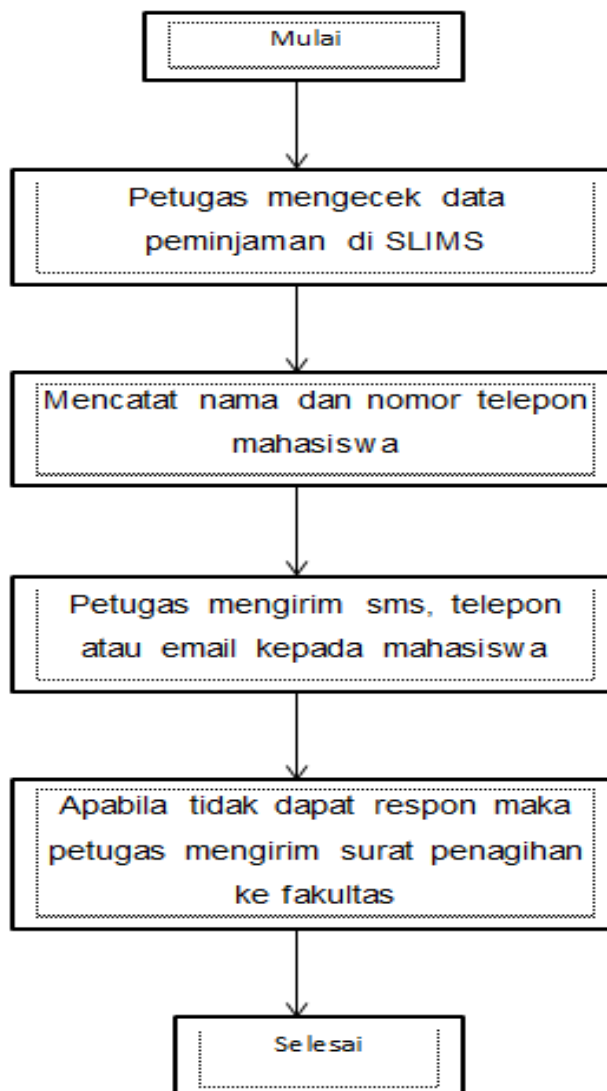 Mulai
Petugas mengecek data
peminjaman di SLIMS
Mencatat nama dan nomor telepon
mahasiswa
Petugas mengirim sms, telepon
atau email kepada mahasiswa
Apabila tidak dapat respon maka
petugas mengirim surat penagihan
ke fakultas
Selesai